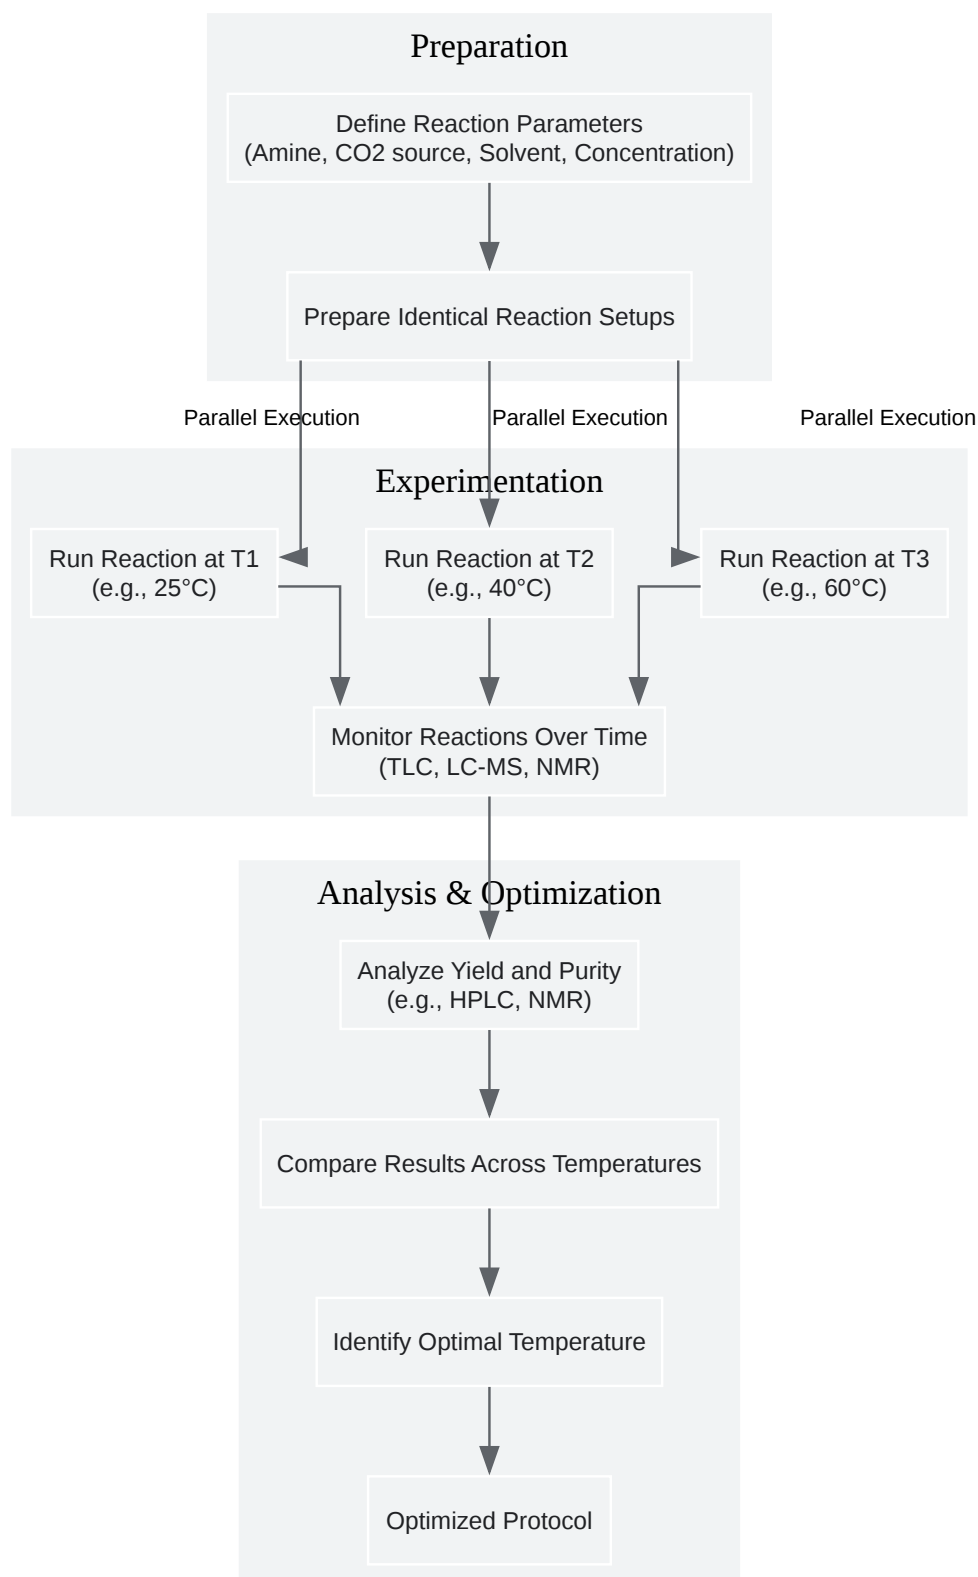 Preparation
Define Reaction Parameters
(Amine, CO2 source, Solvent, Concentration)
Prepare Identical Reaction Setups
Parallel Execution
Parallel Execution
Parallel Execution
Experimentation
Run Reaction at T1
(e.g., 25°C)
Run Reaction at T2
(e.g., 40°C)
Run Reaction at T3
(e.g., 60°C)
Monitor Reactions Over Time
(TLC, LC-MS, NMR)
Analysis & Optimization
Analyze Yield and Purity
(e.g., HPLC, NMR)
Compare Results Across Temperatures
Identify Optimal Temperature
Optimized Protocol